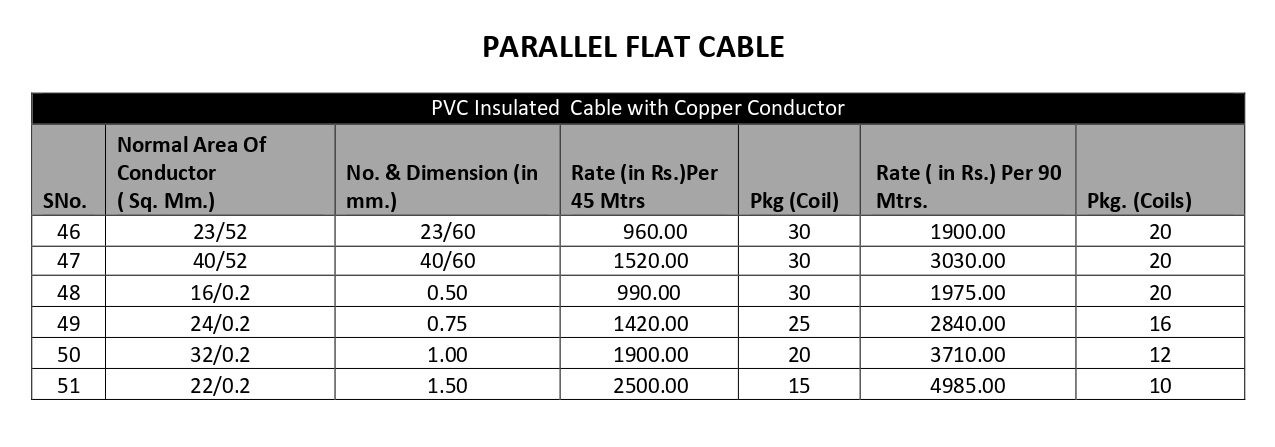 PARALLEL FLAT CABLE
PVC Insulated Cable with Copper Conductor
SNo. Normal Area Of Conductor ( Sq. Mm.) No. & Dimension (in mm.) Rate (in Rs.)Per 45 Mtrs Pkg (Coil) Rate ( in Rs.) Per 90 Mtrs. Pkg. (Coils)
46 23/52 23/60 960.00 30 1900.00 20
47 40/52 40/60 1520.00 30 3030.00 20
48 16/0.2 0.50 990.00 30 1975.00 20
49 24/0.2 0.75 1420.00 25 2840.00 16
50 32/0.2 1.00 1900.00 20 3710.00 12
51 22/0.2 1.50 2500.00 15 4985.00 10